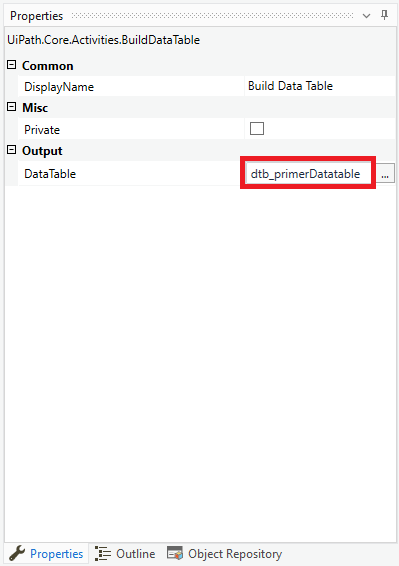 Properties
UiPath.Core.Activities.BuildDataTable
Common
DisplayName Build Data Table
Misc
Private
Output
DataTable dtb_primerDatatable ...
Properties Outline Object Repository